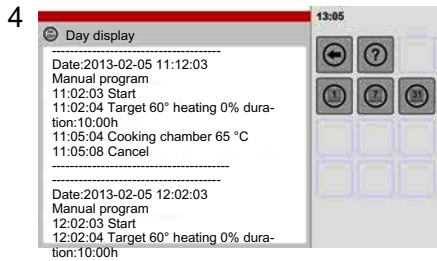 4
13:05
Day display
--------------------------------------
Date:2013-02-05 11:12:03
Manual program
11:02:03 Start
11:02:04 Target 60° heating 0% dura-
tion:10:00h
11:05:04 Cooking chamber 65 °C
11:05:08 Cancel
----------------------------------------
--------------------------------------
Date:2013-02-05 12:02:03
Manual program
12:02:03 Start
12:02:04 Target 60° heating 0% dura-
tion:10:00h
?
1 7 31